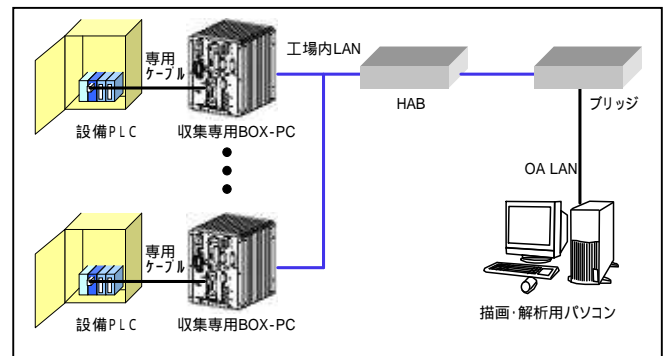 専用
ケーブル
工場内LAN
設備PLC
収集専用BOX-PC
HAB
ブリッジ
OA LAN
専用
ケーブル
設備PLC
収集専用BOX-PC
描画・解析用パソコン